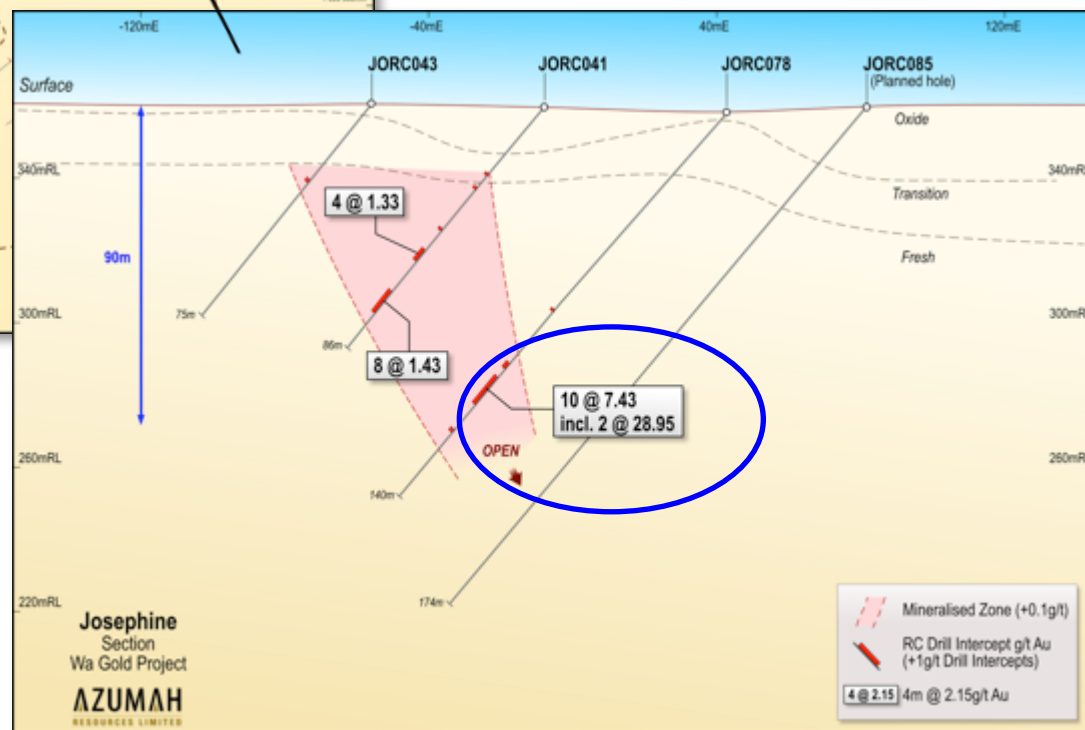 -120mE
-40mE
40mE
120mE
JORC043
JORC041
JORC078
JORC085
(Planned hole)
Surface
Oxide
340mRL
340mR
Transition
4 @ 1.33
90m
Fresh
300mRL
75m
300mR
86m
8 @ 1.43
10 @ 7.43
incl. 2 @ 28.95
OPEN
260mRL
260mR
140m
220mRL
174m
Josephine
Section
Wa Gold Project
AZUMAH
RESOURCES LIMITED
Mineralised Zone (+0.1g/t)
RC Drill Intercept g/t Au
(+1g/t Drill Intercepts)
4 @ 2.15 4m @ 2.15g/t Au